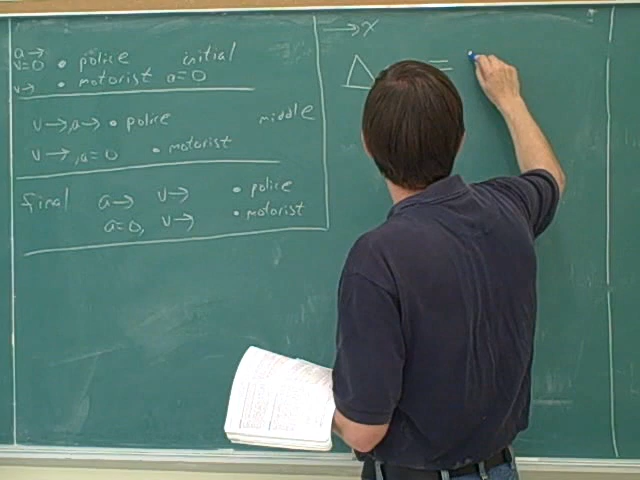 a→
v=0 • police initial
v→ • motorist a=0
v→, a→ • police middle
v→, a=0 • motorist
final a→ v→ • police
a=0, v→ • motorist
→x
Δ =